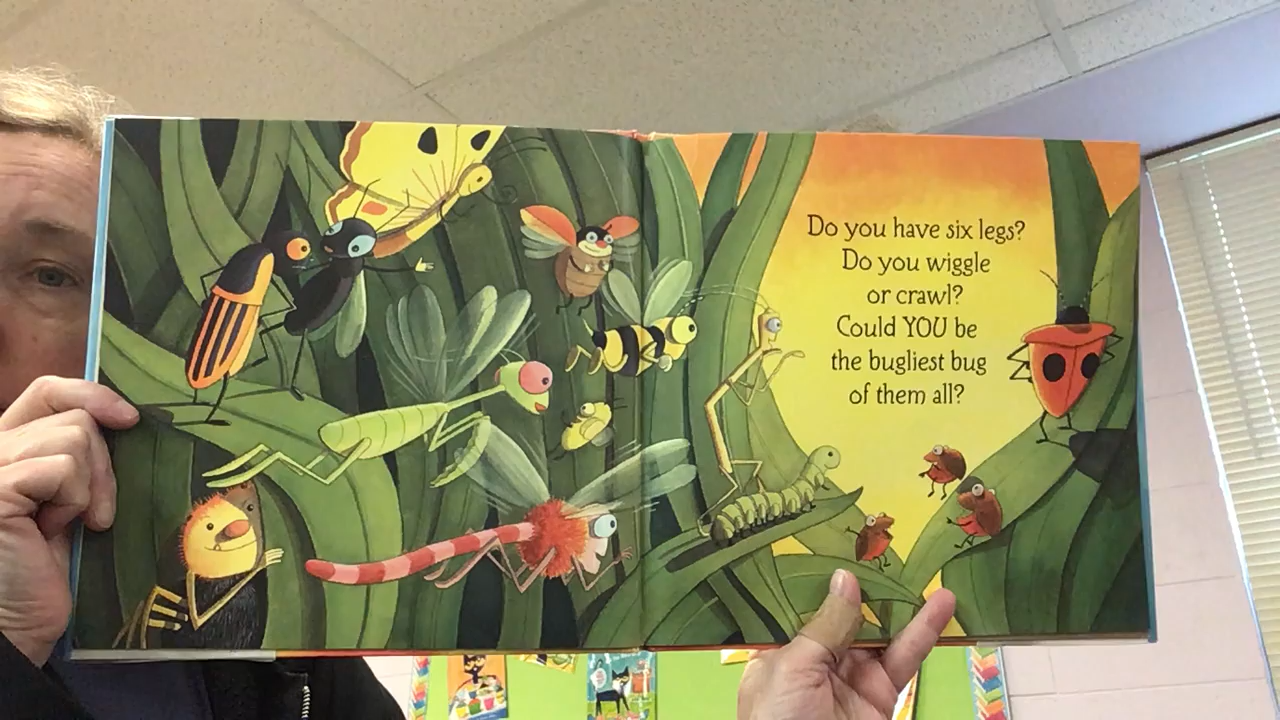 Do you have six legs?
Do you wiggle
or crawl?
Could YOU be
the bugliest bug
of them all?